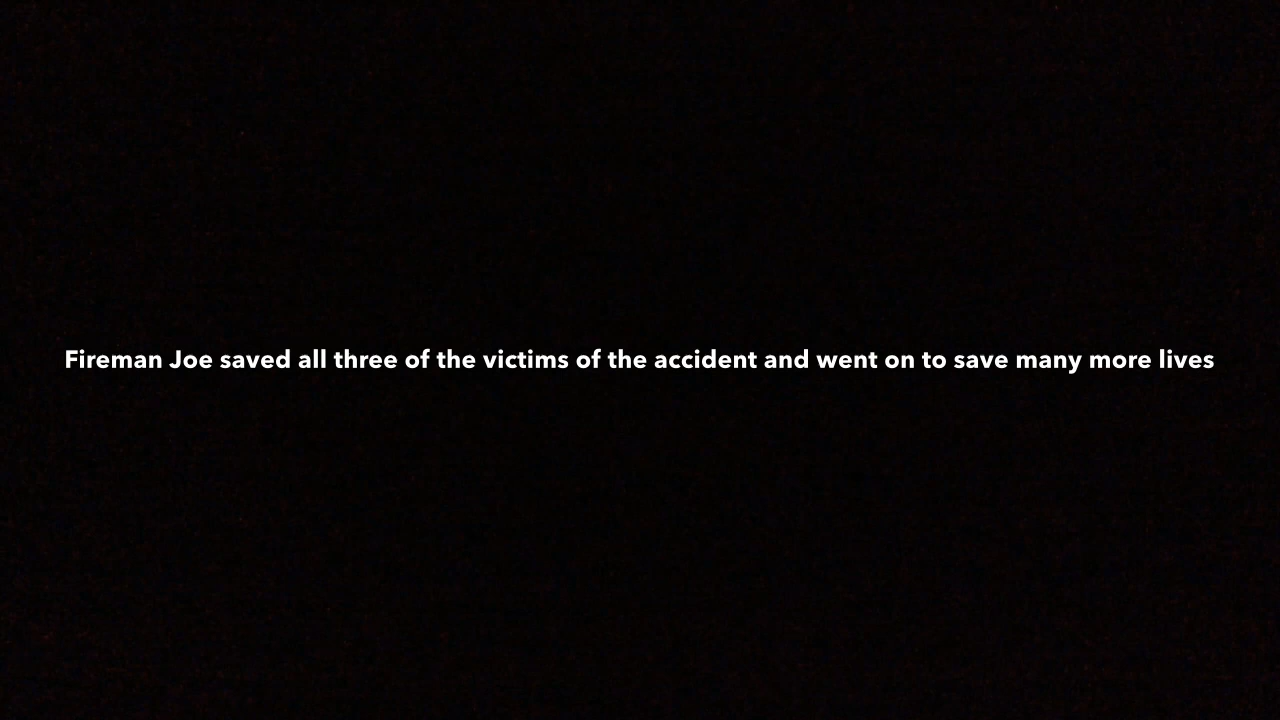 Fireman Joe saved all three of the victims of the accident and went on to save many more lives